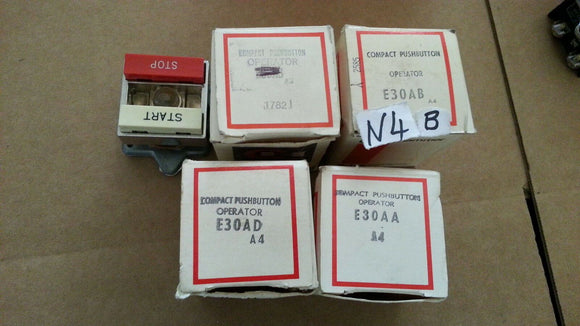 STOP
START
COMPACT PUSHBUTTON
OPERATOR
J7821
COMPACT PUSHBUTTON
OPERATOR
E30AB
A4
2585
N4 B
COMPACT PUSHBUTTON
OPERATOR
E30AD
A4
COMPACT PUSHBUTTON
OPERATOR
E30AA
A4